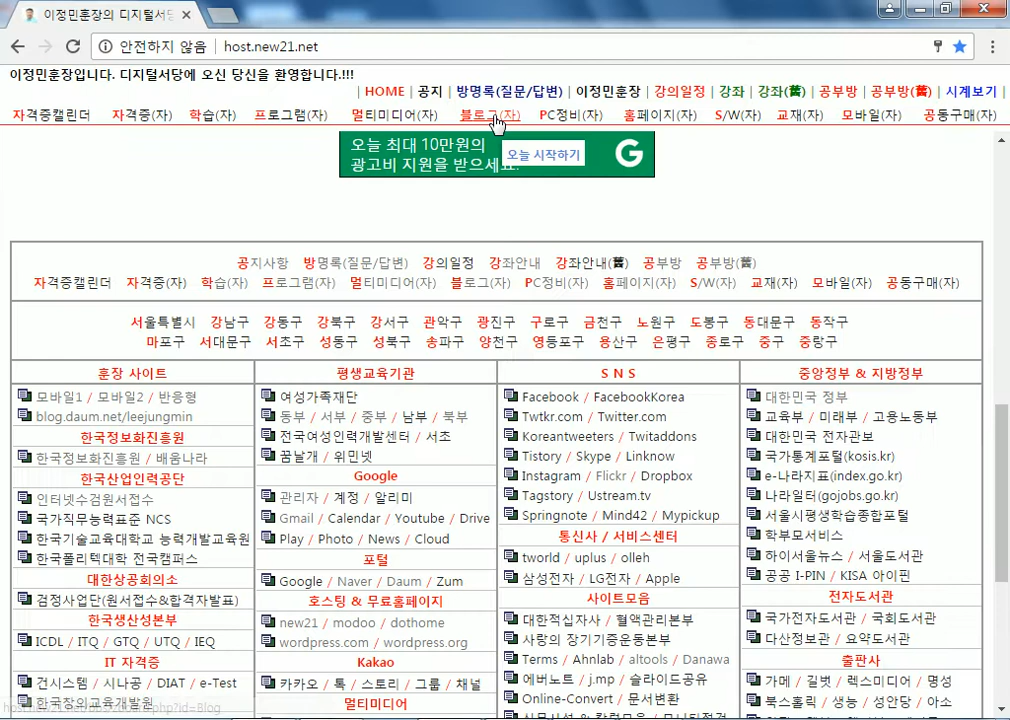 이정민훈장의 디지털서당
안전하지 않음 host.new21.net
이정민훈장입니다. 디지털서당에 오신 당신을 환영합니다.!!!
| HOME | 공지 | 방명록(질문/답변) | 이정민훈장 | 강의일정 | 강좌 | 강좌(舊) | 공부방 | 공부방(舊) | 시계보기 |
자격증캘린더 자격증(자) 학습(자) 프로그램(자) 멀티미디어(자) 블로그(자) PC정비(자) 홈페이지(자) S/W(자) 교재(자) 모바일(자) 공동구매(자)
오늘 최대 10만원의
광고비 지원을 받으세요.
오늘 시작하기
G
공지사항 방명록(질문/답변) 강의일정 강좌안내 강좌안내(舊) 공부방 공부방(舊)
자격증캘린더 자격증(자) 학습(자) 프로그램(자) 멀티미디어(자) 블로그(자) PC정비(자) 홈페이지(자) S/W(자) 교재(자) 모바일(자) 공동구매(자)
서울특별시 강남구 강동구 강북구 강서구 관악구 광진구 구로구 금천구 노원구 도봉구 동대문구 동작구
마포구 서대문구 서초구 성동구 성북구 송파구 양천구 영등포구 용산구 은평구 종로구 중구 중랑구
훈장 사이트
모바일1 / 모바일2 / 반응형
blog.daum.net/leejungmin
한국정보화진흥원
한국정보화진흥원 / 배움나라
한국산업인력공단
인터넷수검원서접수
국가직무능력표준 NCS
한국기술교육대학교 능력개발교육원
한국폴리텍대학 전국캠퍼스
대한상공회의소
검정사업단(원서접수&합격자발표)
한국생산성본부
ICDL / ITQ / GTQ / UTQ / IEQ
IT 자격증
건시스템 / 시나공 / DIAT / e-Test
한국창의교육개발원
평생교육기관
여성가족재단
동부 / 서부 / 중부 / 남부 / 북부
전국여성인력개발센터 / 서초
꿈날개 / 위민넷
Google
관리자 / 계정 / 알리미
Gmail / Calendar / Youtube / Drive
Play / Photo / News / Cloud
포털
Google / Naver / Daum / Zum
호스팅 & 무료홈페이지
new21 / modoo / dothome
wordpress.com / wordpress.org
Kakao
카카오 / 톡 / 스토리 / 그룹 / 채널
멀티미디어
S N S
Facebook / FacebookKorea
Twtkr.com / Twitter.com
Koreantweeters / Twitaddons
Tistory / Skype / Linknow
Instagram / Flickr / Dropbox
Tagstory / Ustream.tv
Springnote / Mind42 / Mypickup
통신사 / 서비스센터
tworld / uplus / olleh
삼성전자 / LG전자 / Apple
사이트모음
대한적십자사 / 혈액관리본부
사랑의 장기기증운동본부
Terms / Ahnlab / altools / Danawa
에버노트 / j.mp / 슬라이드공유
Online-Convert / 문서변환
중앙정부 & 지방정부
대한민국 정부
교육부 / 미래부 / 고용노동부
대한민국 전자관보
국가통계포털(kosis.kr)
e-나라지표(index.go.kr)
나라일터(gojobs.go.kr)
서울시평생학습종합포털
학부모서비스
하이서울뉴스 / 서울도서관
공공 I-PIN / KISA 아이핀
전자도서관
국가전자도서관 / 국회도서관
다산정보관 / 요약도서관
출판사
가메 / 길벗 / 렉스미디어 / 명성
북스홀릭 / 생능 / 성안당 / 아소